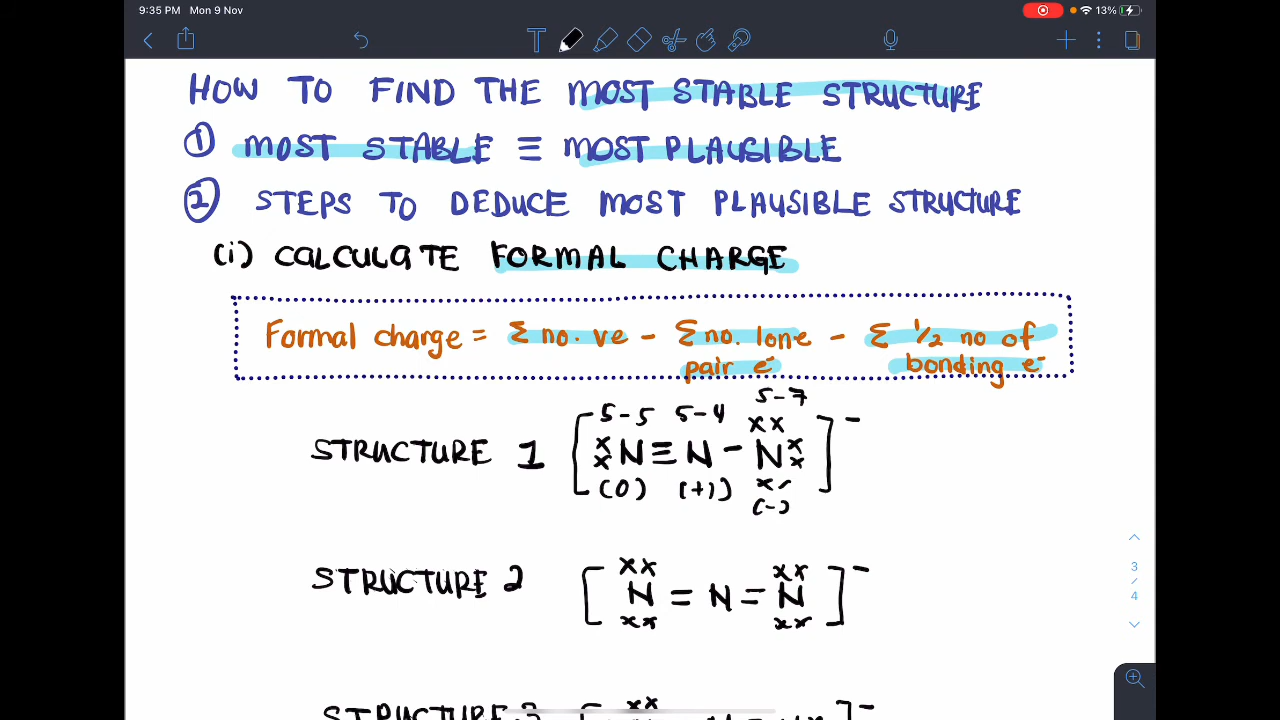 9:35 PM Mon 9 Nov
13%
HOW TO FIND THE MOST STABLE STRUCTURE
① MOST STABLE ≡ MOST PLAUSIBLE
② STEPS TO DEDUCE MOST PLAUSIBLE STRUCTURE
(i) CALCULATE FORMAL CHARGE
Formal charge = Σ no. ve - Σ no. lone pair e⁻ - Σ 1/2 no of bonding e⁻
5-5 5-4 5-7
STRUCTURE 1 [N≡N-N]⁻
(0) (+1) (-)
STRUCTURE 2 [N=N=N]⁻
3
/
4